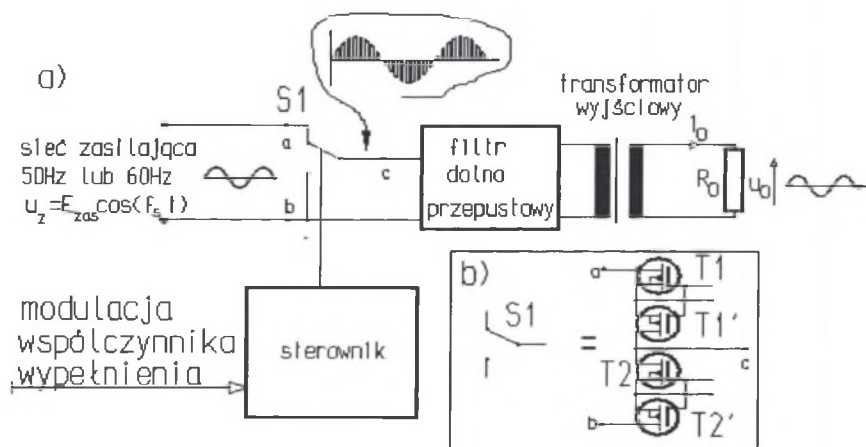 a)
S1
a
sieć zasilająca
50Hz lub 60Hz
u_z=E_zas cos(f_s t)
b
c
filtr
dolno
przepustowy
transformator
wyjściowy
I_o
R_o
u_o
modulacja
współczynnika
wypełnienia
sterownik
b)
S1
=
a
T1
T1'
T2
c
b
T2'